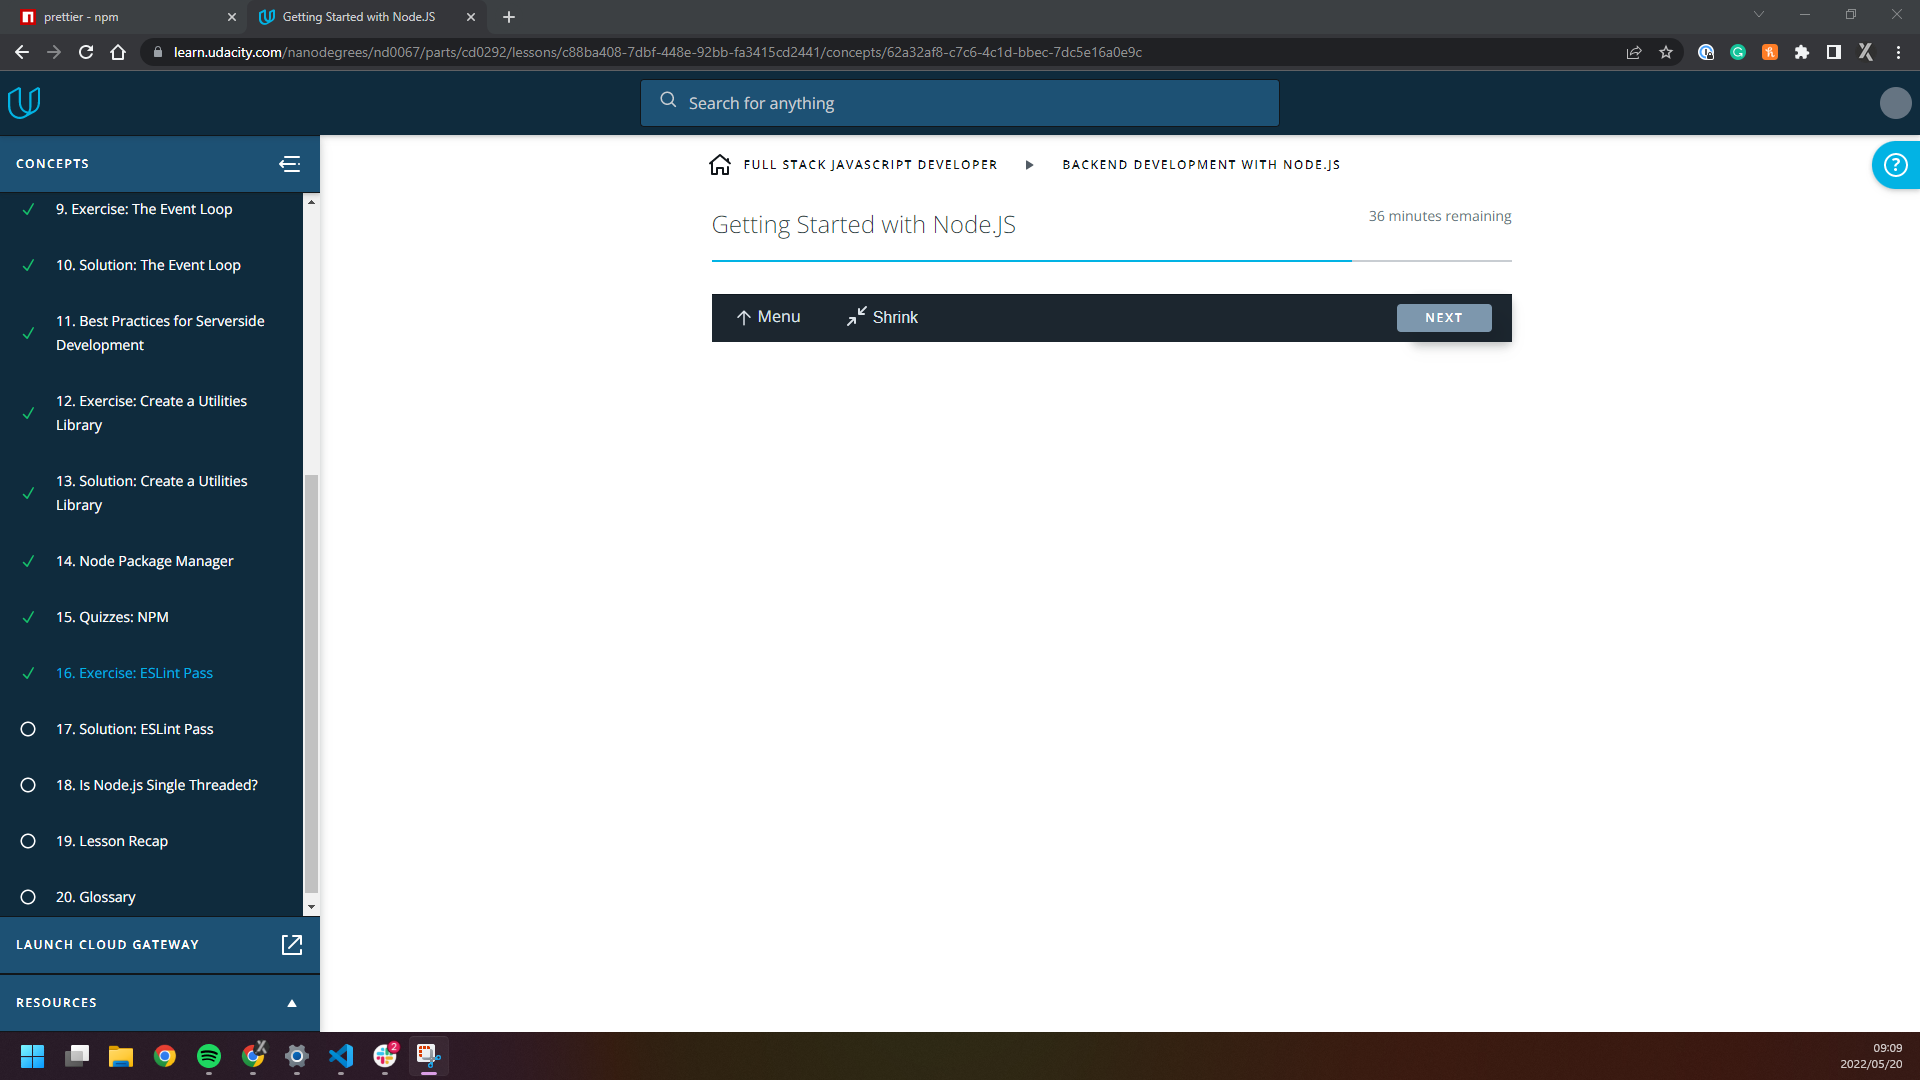 prettier - npm
Getting Started with Node.JS
learn.udacity.com/nanodegrees/nd0067/parts/cd0292/lessons/c88ba408-7dbf-448e-92bb-fa3415cd2441/concepts/62a32af8-c7c6-4c1d-bbec-7dc5e16a0e9c
Search for anything
CONCEPTS
9. Exercise: The Event Loop
10. Solution: The Event Loop
11. Best Practices for Serverside
Development
12. Exercise: Create a Utilities
Library
13. Solution: Create a Utilities
Library
14. Node Package Manager
15. Quizzes: NPM
16. Exercise: ESLint Pass
17. Solution: ESLint Pass
18. Is Node.js Single Threaded?
19. Lesson Recap
20. Glossary
LAUNCH CLOUD GATEWAY
RESOURCES
FULL STACK JAVASCRIPT DEVELOPER
BACKEND DEVELOPMENT WITH NODE.JS
Getting Started with Node.JS
36 minutes remaining
Menu
Shrink
NEXT
2
09:09
2022/05/20